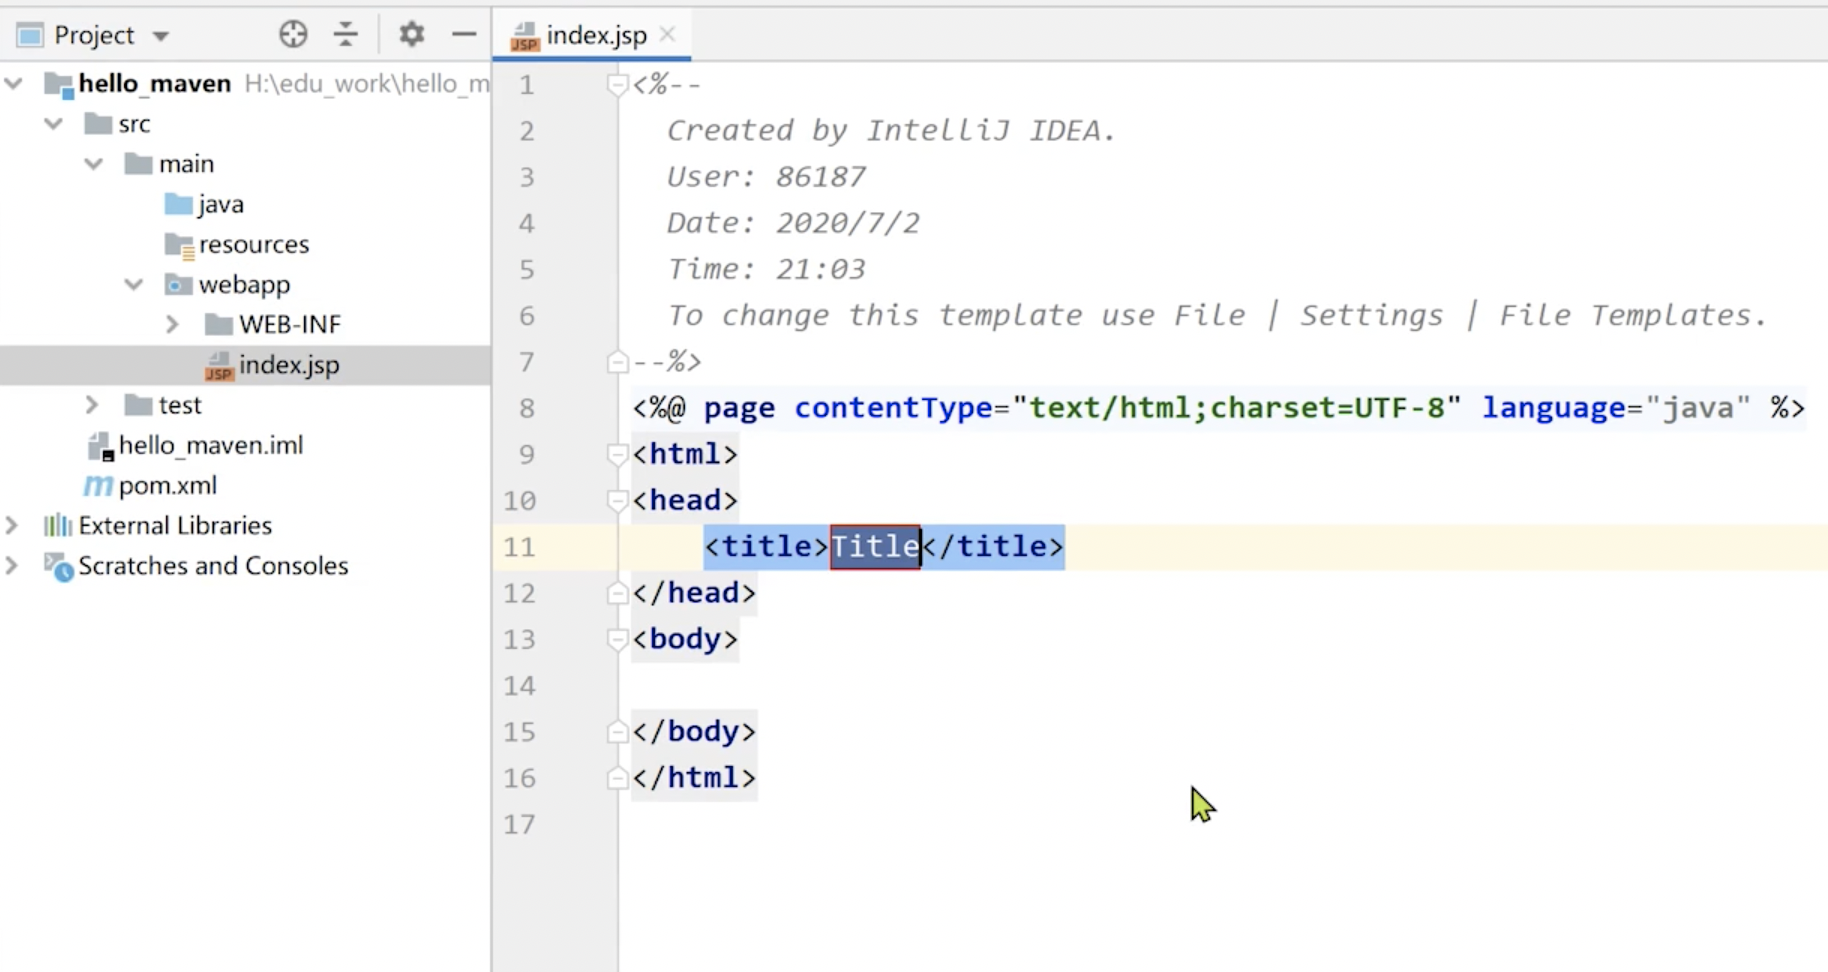 Project
hello_maven H:\edu_work\hello_m
src
main
java
resources
webapp
WEB-INF
JSP index.jsp
test
hello_maven.iml
m pom.xml
External Libraries
Scratches and Consoles
JSP index.jsp
1 <%--
2 Created by IntelliJ IDEA.
3 User: 86187
4 Date: 2020/7/2
5 Time: 21:03
6 To change this template use File | Settings | File Templates.
7 --%>
8 <%@ page contentType="text/html;charset=UTF-8" language="java" %>
9 <html>
10 <head>
11 <title>Title</title>
12 </head>
13 <body>
14
15 </body>
16 </html>
17